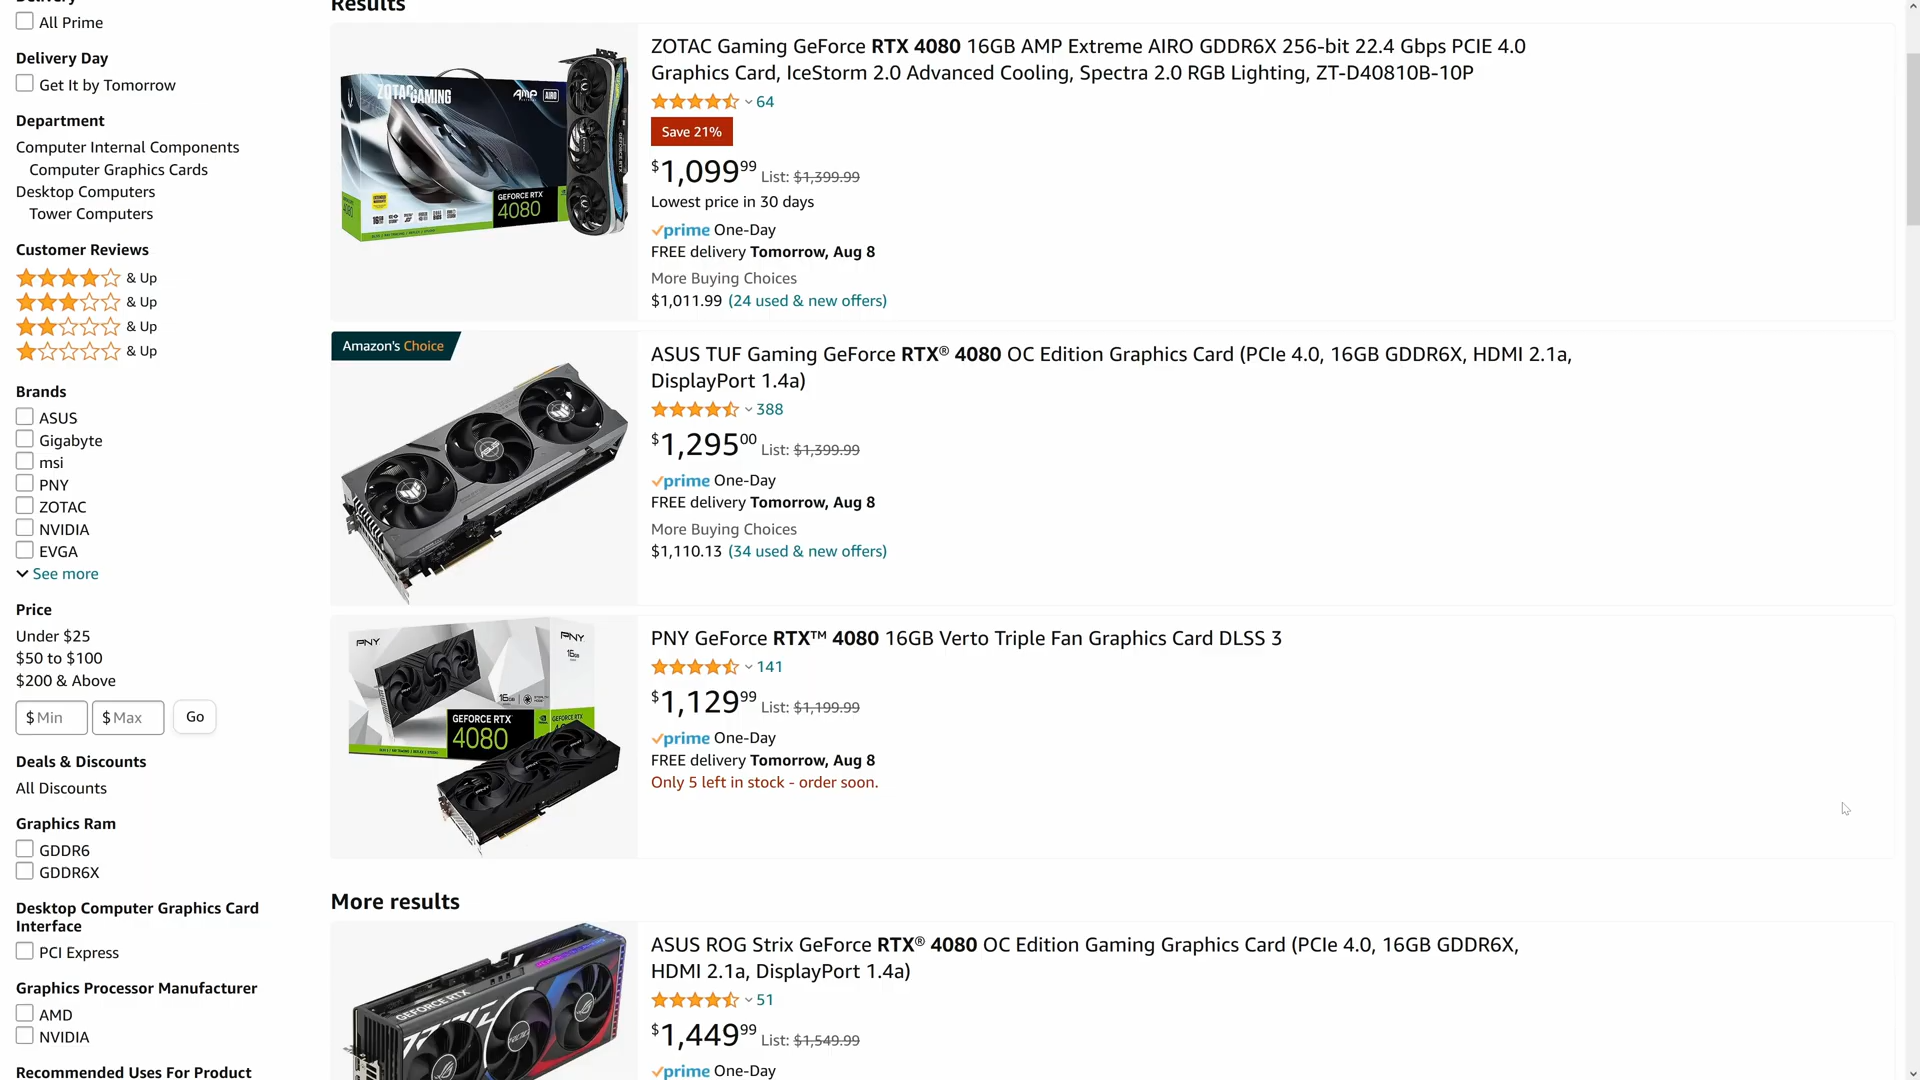 Delivery
All Prime
Delivery Day
Get It by Tomorrow
Department
Computer Internal Components
Computer Graphics Cards
Desktop Computers
Tower Computers
Customer Reviews
& Up
& Up
& Up
& Up
Brands
ASUS
Gigabyte
msi
PNY
ZOTAC
NVIDIA
EVGA
See more
Price
Under $25
$50 to $100
$200 & Above
$ Min $ Max Go
Deals & Discounts
All Discounts
Graphics Ram
GDDR6
GDDR6X
Desktop Computer Graphics Card
Interface
PCI Express
Graphics Processor Manufacturer
AMD
NVIDIA
Recommended Uses For Product
Results
ZOTAC GAMING
AMP AIRO
GEFORCE RTX
4080
ZOTAC Gaming GeForce RTX 4080 16GB AMP Extreme AIRO GDDR6X 256-bit 22.4 Gbps PCIE 4.0
Graphics Card, IceStorm 2.0 Advanced Cooling, Spectra 2.0 RGB Lighting, ZT-D40810B-10P
64
Save 21%
$1,099.99 List: $1,399.99
Lowest price in 30 days
prime One-Day
FREE delivery Tomorrow, Aug 8
More Buying Choices
$1,011.99 (24 used & new offers)
Amazon's Choice
ASUS
ASUS TUF Gaming GeForce RTX® 4080 OC Edition Graphics Card (PCIe 4.0, 16GB GDDR6X, HDMI 2.1a,
DisplayPort 1.4a)
388
$1,295.00 List: $1,399.99
prime One-Day
FREE delivery Tomorrow, Aug 8
More Buying Choices
$1,110.13 (34 used & new offers)
PNY PNY
16GB
16GB
GEFORCE RTX GEFORCE RTX
4080
PNY GeForce RTX™ 4080 16GB Verto Triple Fan Graphics Card DLSS 3
141
$1,129.99 List: $1,199.99
prime One-Day
FREE delivery Tomorrow, Aug 8
Only 5 left in stock - order soon.
More results
GEFORCE RTX
ASUS ROG Strix GeForce RTX® 4080 OC Edition Gaming Graphics Card (PCIe 4.0, 16GB GDDR6X,
HDMI 2.1a, DisplayPort 1.4a)
51
$1,449.99 List: $1,549.99
prime One-Day